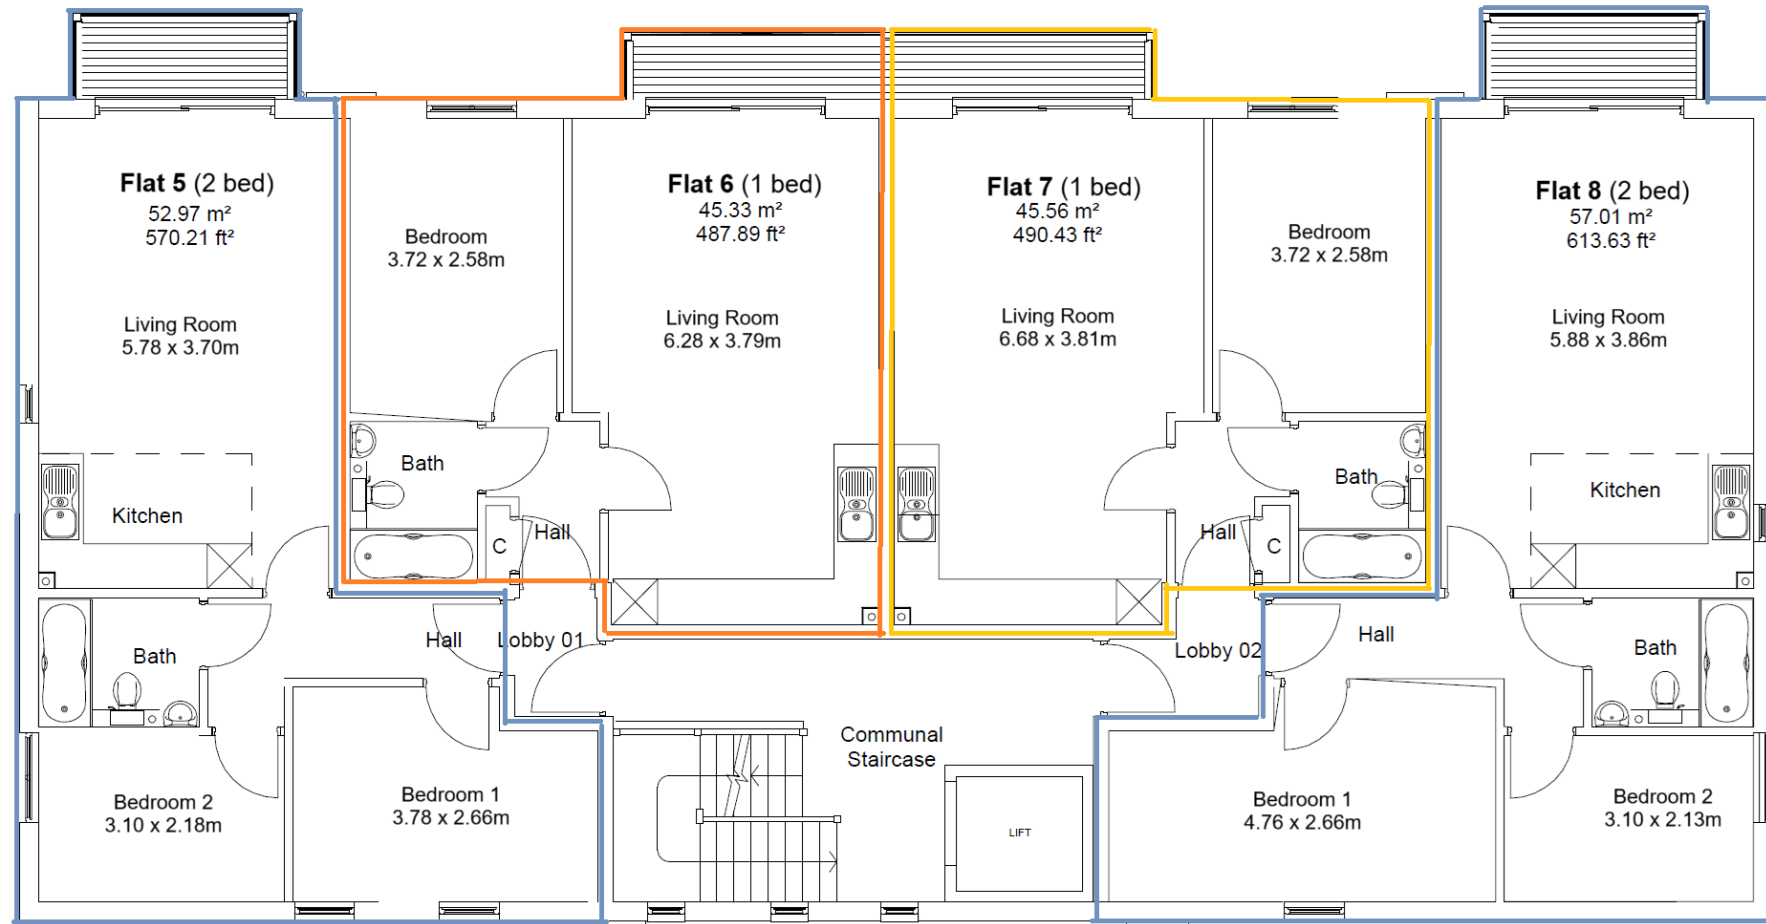 Flat 5 (2 bed)
52.97 m²
570.21 ft²
Living Room
5.78 x 3.70m
Kitchen
Bath
Hall
Bedroom 2
3.10 x 2.18m
Bedroom 1
3.78 x 2.66m
Bedroom
3.72 x 2.58m
Flat 6 (1 bed)
45.33 m²
487.89 ft²
Living Room
6.28 x 3.79m
Bath
C
Hall
Lobby 01
Flat 7 (1 bed)
45.56 m²
490.43 ft²
Living Room
6.68 x 3.81m
Bedroom
3.72 x 2.58m
Bath
Hall
C
Lobby 02
Communal
Staircase
LIFT
Flat 8 (2 bed)
57.01 m²
613.63 ft²
Living Room
5.88 x 3.86m
Kitchen
Hall
Bath
Bedroom 1
4.76 x 2.66m
Bedroom 2
3.10 x 2.13m